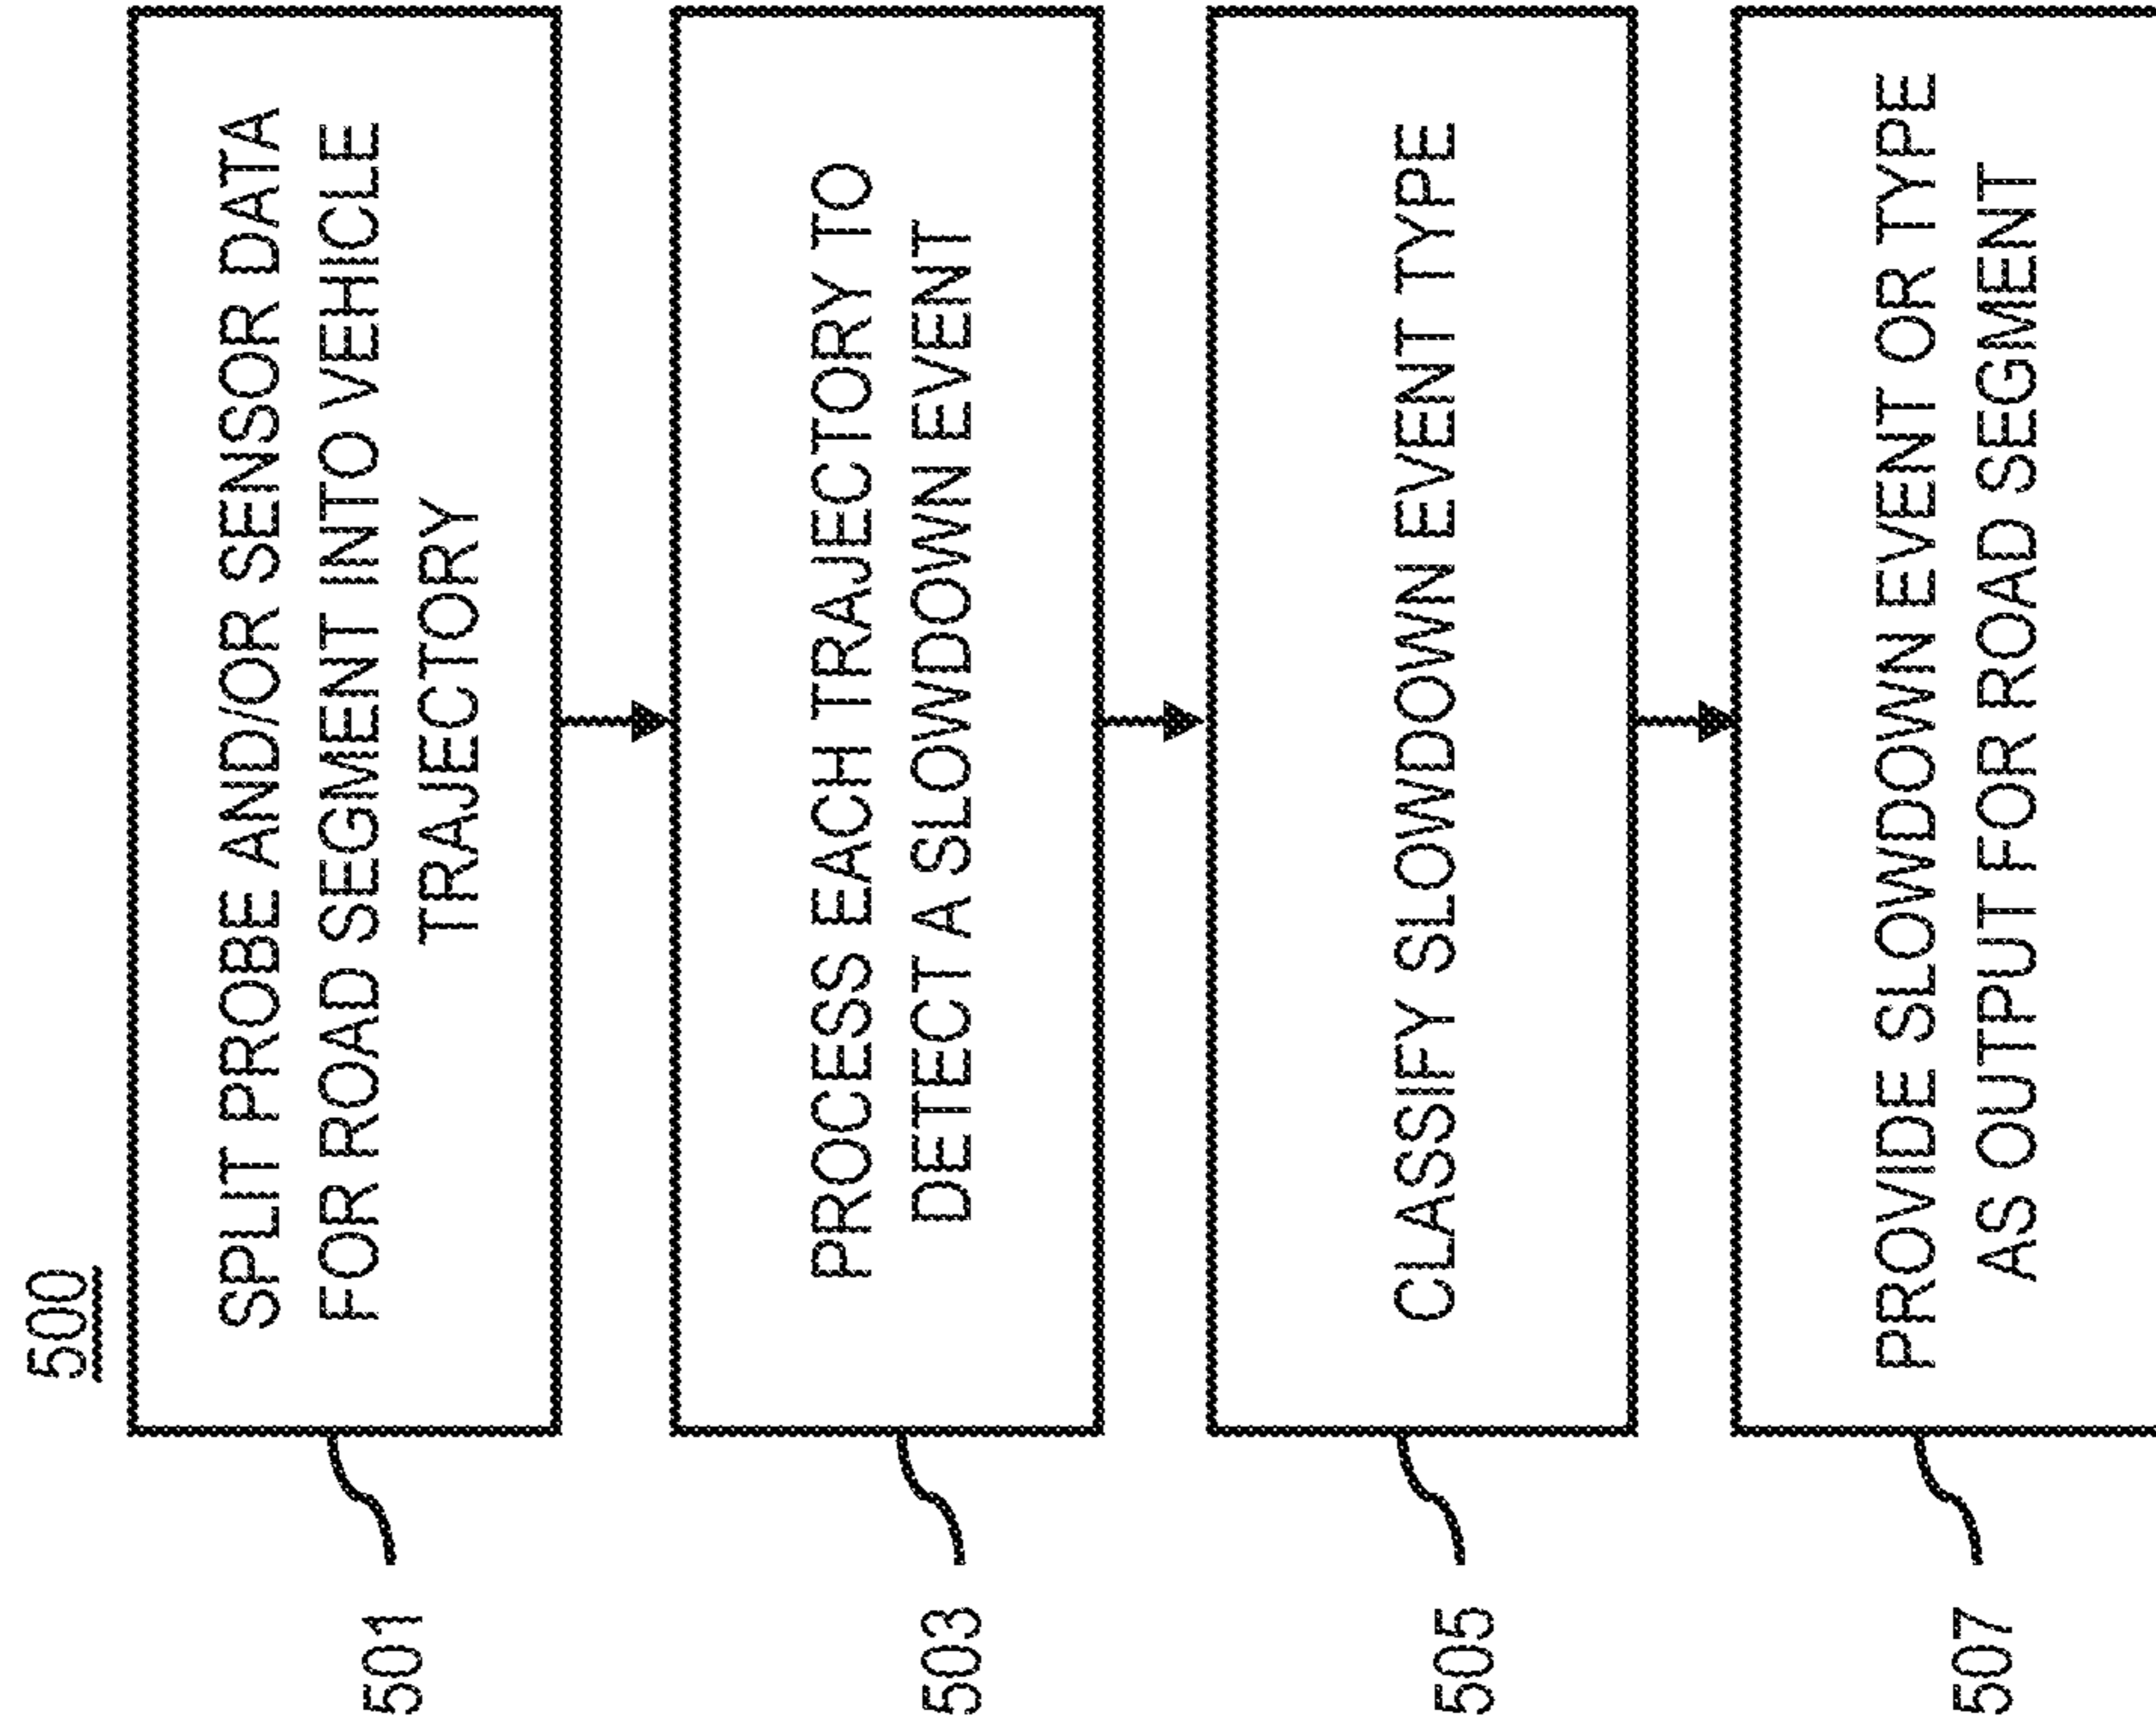 500
501
SPLIT PROBE AND/OR SENSOR DATA
FOR ROAD SEGMENT INTO VEHICLE
TRAJECTORY
503
PROCESS EACH TRAJECTORY TO
DETECT A SLOWDOWN EVENT
505
CLASSIFY SLOWDOWN EVENT TYPE
507
PROVIDE SLOWDOWN EVENT OR TYPE
AS OUTPUT FOR ROAD SEGMENT